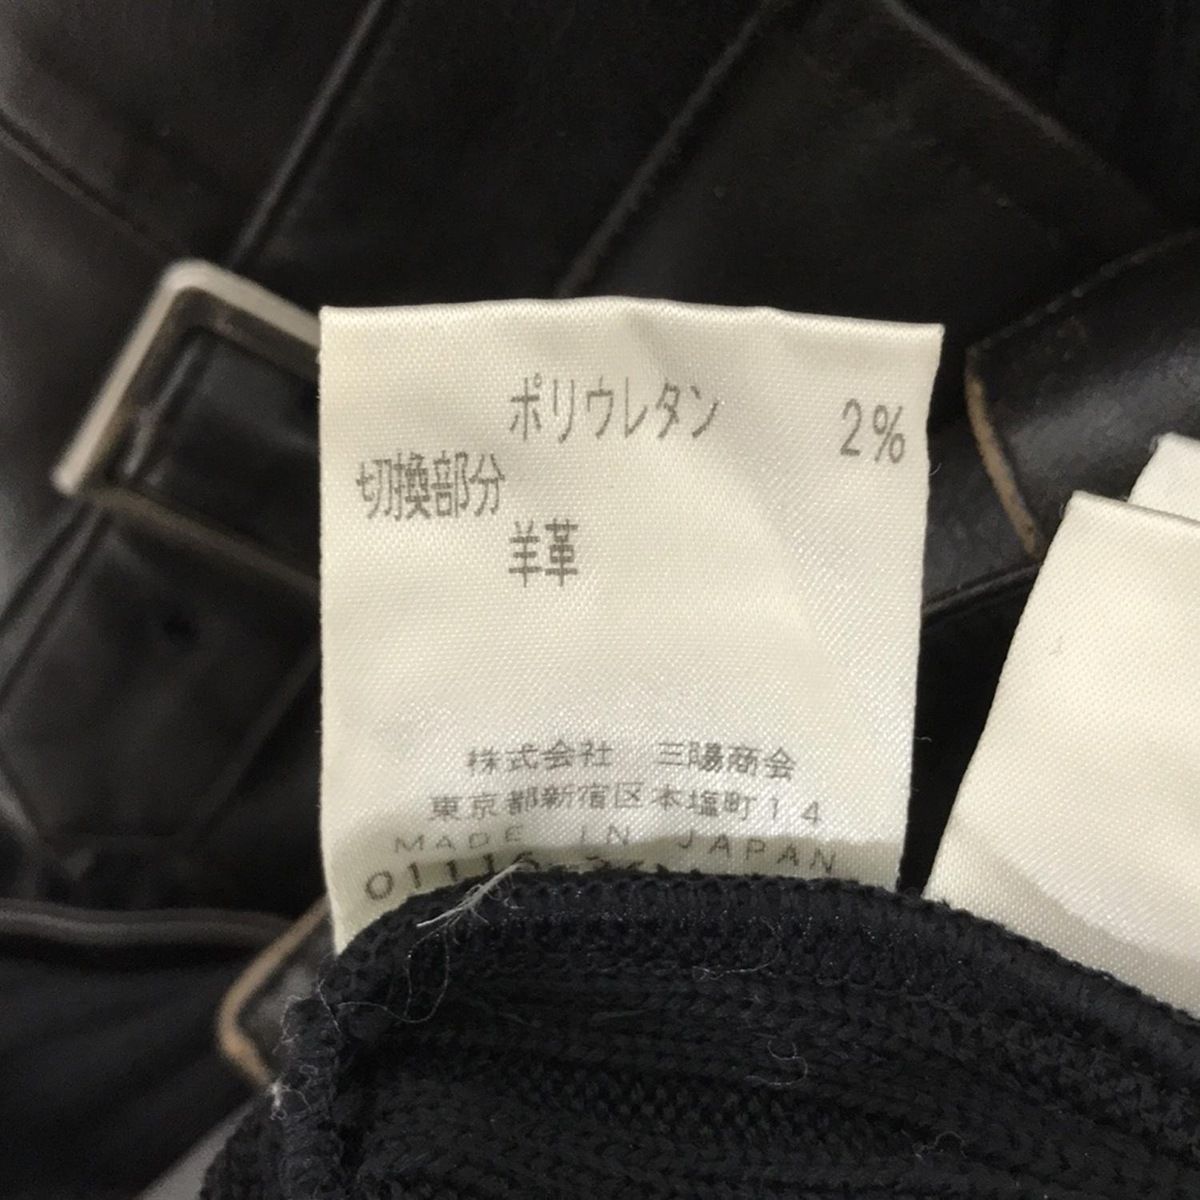 ポリウレタン 2%
切換部分
羊革
株式会社 三陽商会
東京都新宿区本塩町14
MADE IN JAPAN